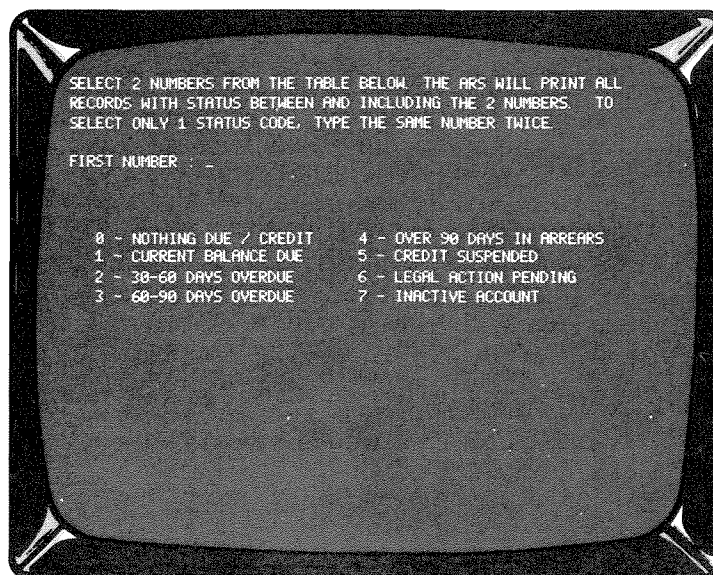 SELECT 2 NUMBERS FROM THE TABLE BELOW. THE ARS WILL PRINT ALL
RECORDS WITH STATUS BETWEEN AND INCLUDING THE 2 NUMBERS. TO
SELECT ONLY 1 STATUS CODE, TYPE THE SAME NUMBER TWICE.
FIRST NUMBER : _
0 - NOTHING DUE / CREDIT 4 - OVER 90 DAYS IN ARREARS
1 - CURRENT BALANCE DUE 5 - CREDIT SUSPENDED
2 - 30-60 DAYS OVERDUE 6 - LEGAL ACTION PENDING
3 - 60-90 DAYS OVERDUE 7 - INACTIVE ACCOUNT